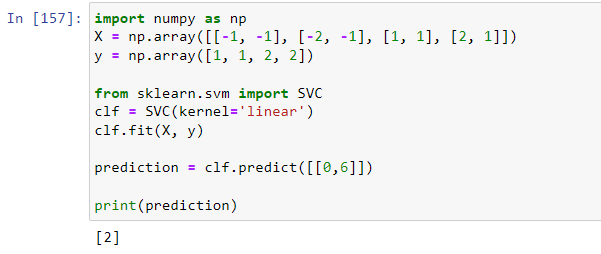 In [157]: import numpy as np
X = np.array([[-1, -1], [-2, -1], [1, 1], [2, 1]])
y = np.array([1, 1, 2, 2])
from sklearn.svm import SVC
clf = SVC(kernel='linear')
clf.fit(X, y)
prediction = clf.predict([[0,6]])
print(prediction)
[2]